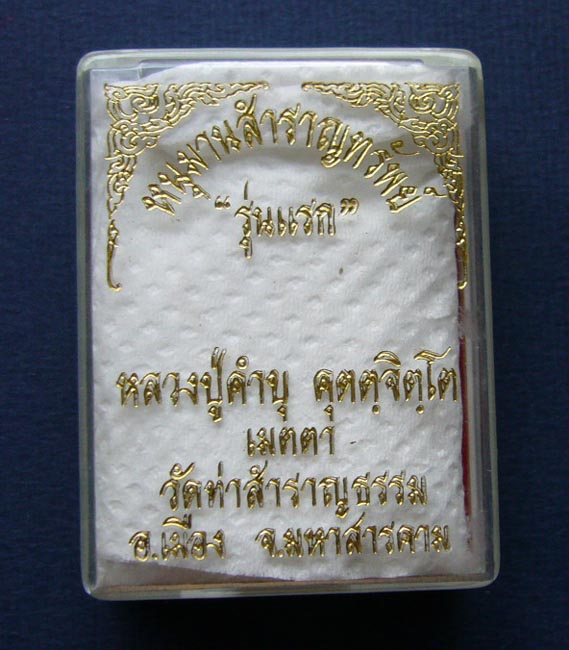 หนุมานสำราญทรัพย์
“รุ่นแรก”
หลวงปู่คำบุ คุตตฺจิตฺโต
เมตตา
วัดท่าสำราญธรรม
อ.เมือง จ.มหาสารคาม